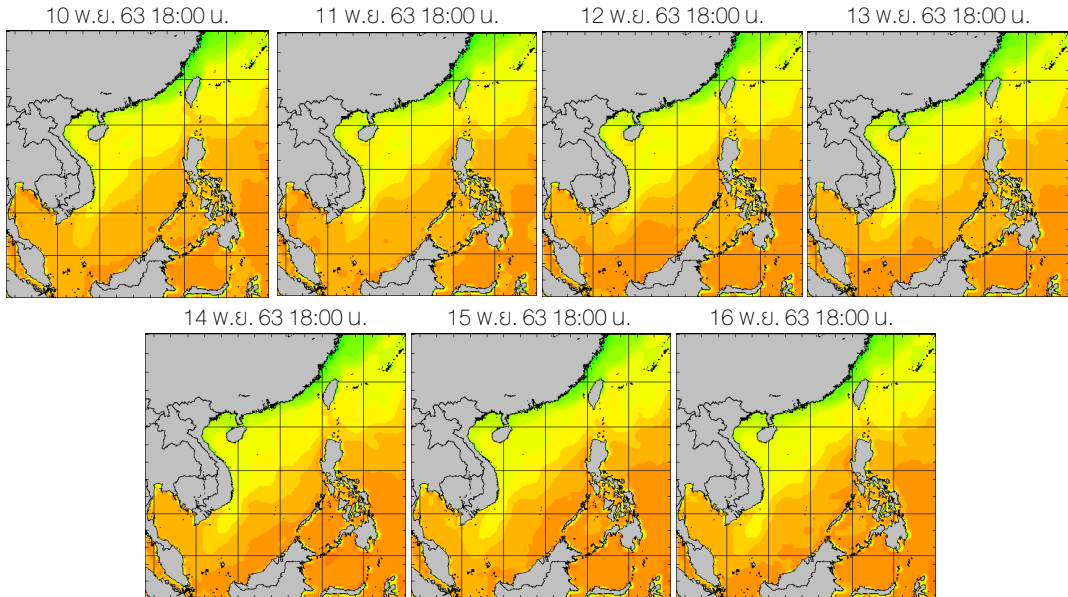 10 พ.ย. 63 18:00 น.
11 พ.ย. 63 18:00 น.
12 พ.ย. 63 18:00 น.
13 พ.ย. 63 18:00 น.
14 พ.ย. 63 18:00 น.
15 พ.ย. 63 18:00 น.
16 พ.ย. 63 18:00 น.